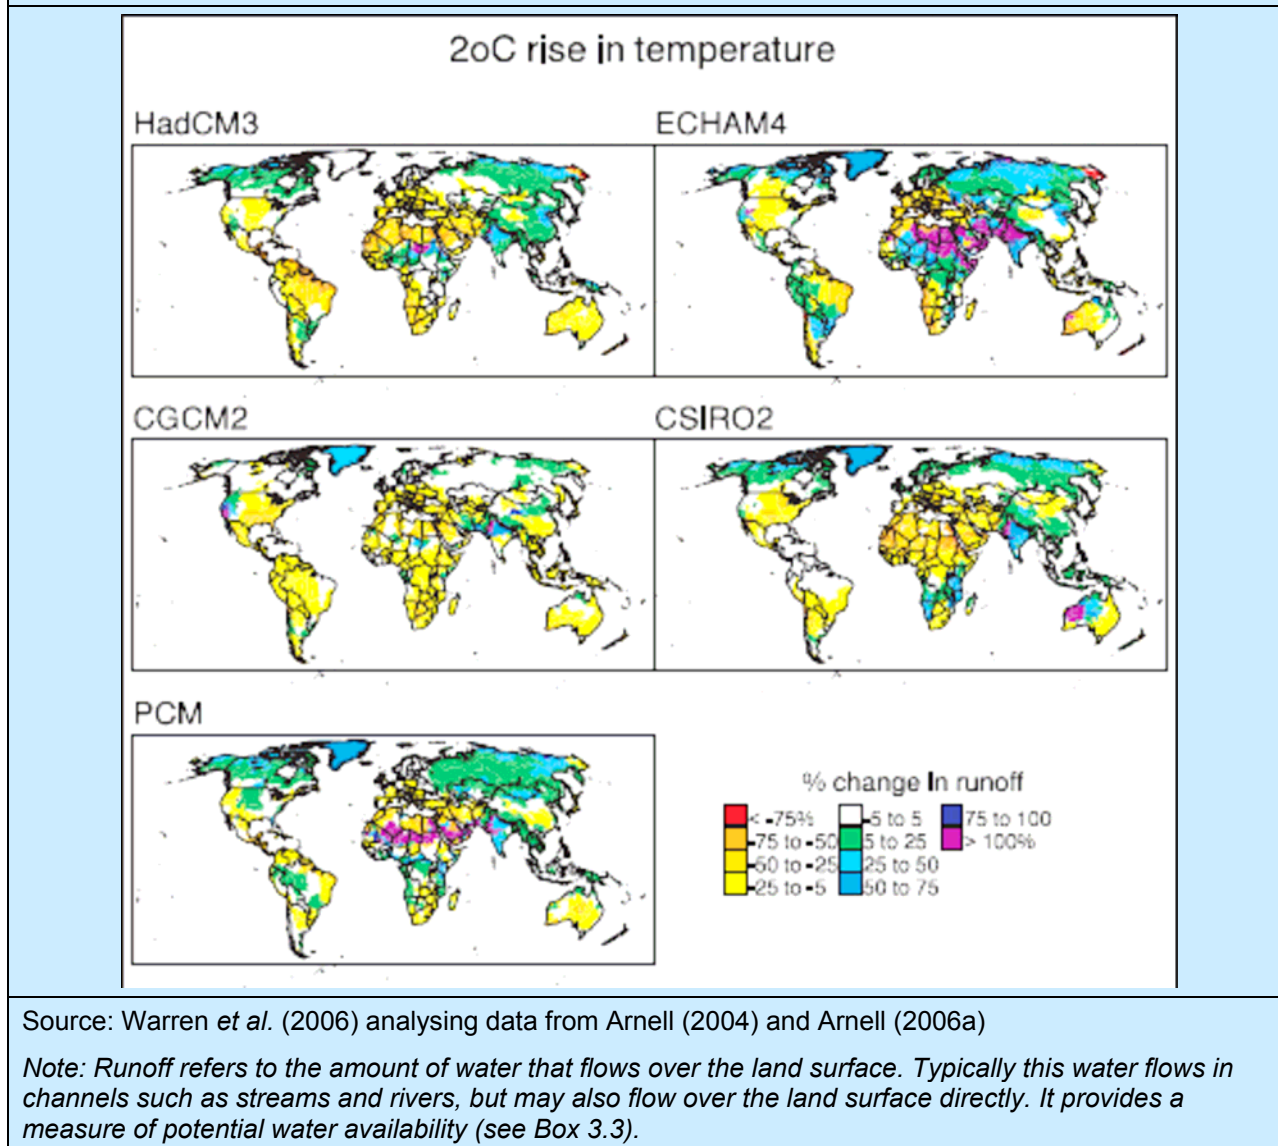 2oC rise in temperature
HadCM3
ECHAM4
CGCM2
CSIRO2
PCM
% change In runoff
< -75%
-75 to -50
-50 to -25
-25 to -5
-5 to 5
5 to 25
25 to 50
50 to 75
75 to 100
> 100%
Source: Warren et al. (2006) analysing data from Arnell (2004) and Arnell (2006a)
Note: Runoff refers to the amount of water that flows over the land surface. Typically this water flows in
channels such as streams and rivers, but may also flow over the land surface directly. It provides a
measure of potential water availability (see Box 3.3).